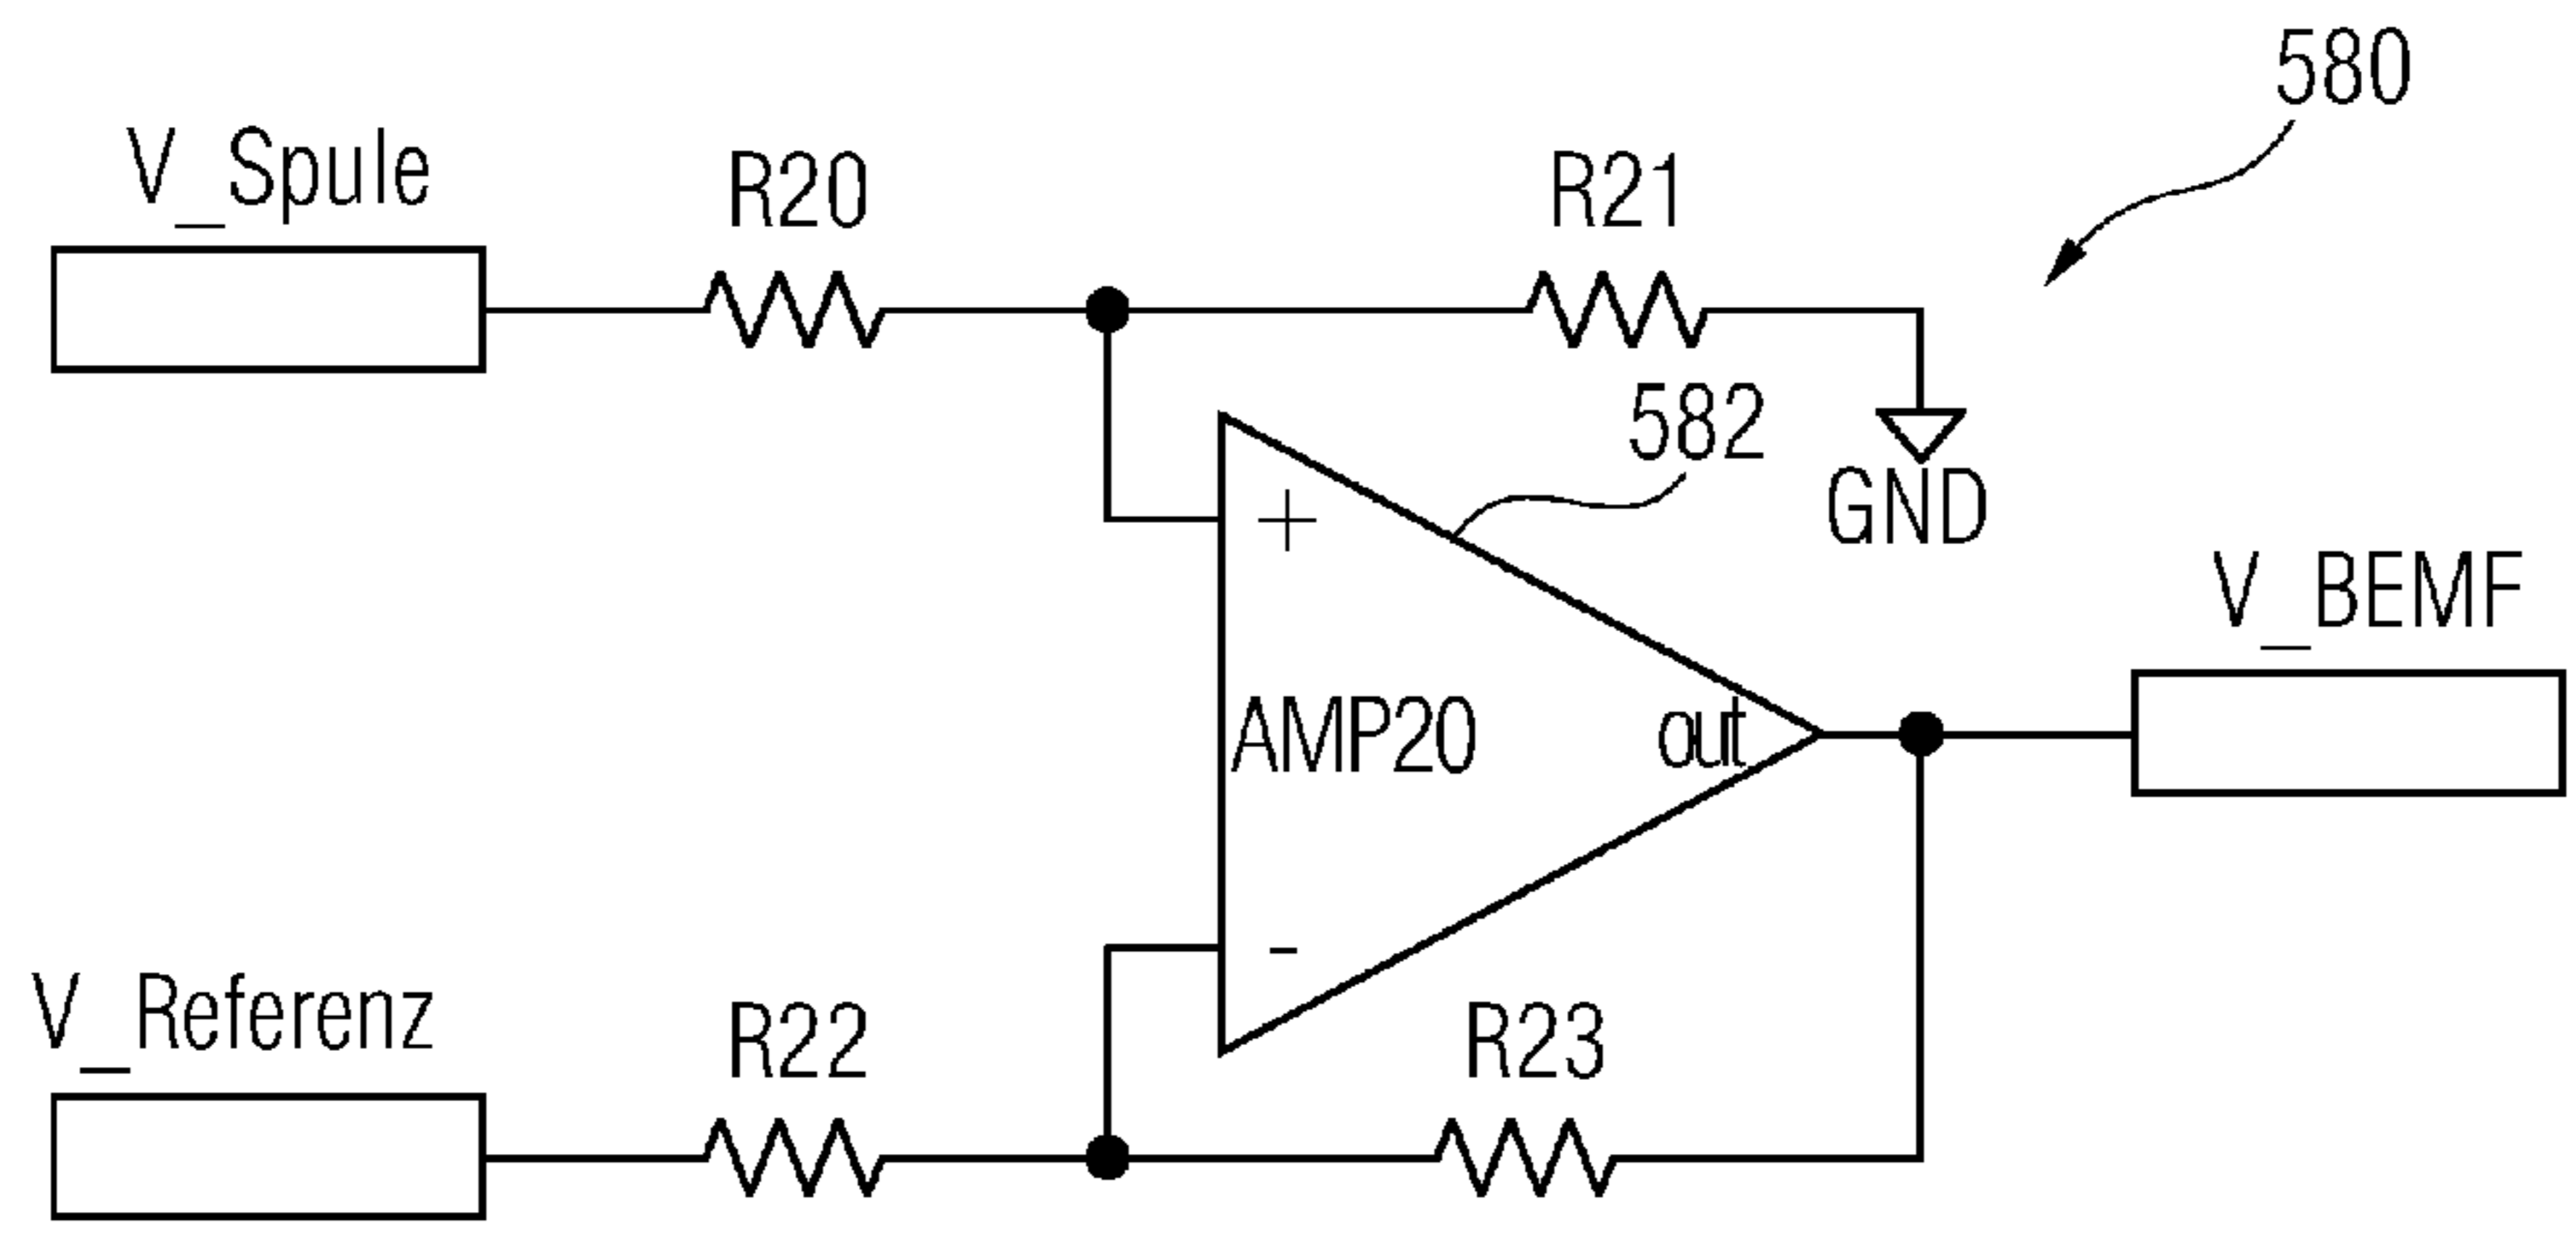 580
V_Spule
R20
R21
582
GND
V_BEMF
+
AMP20
out
-
V_Referenz
R22
R23